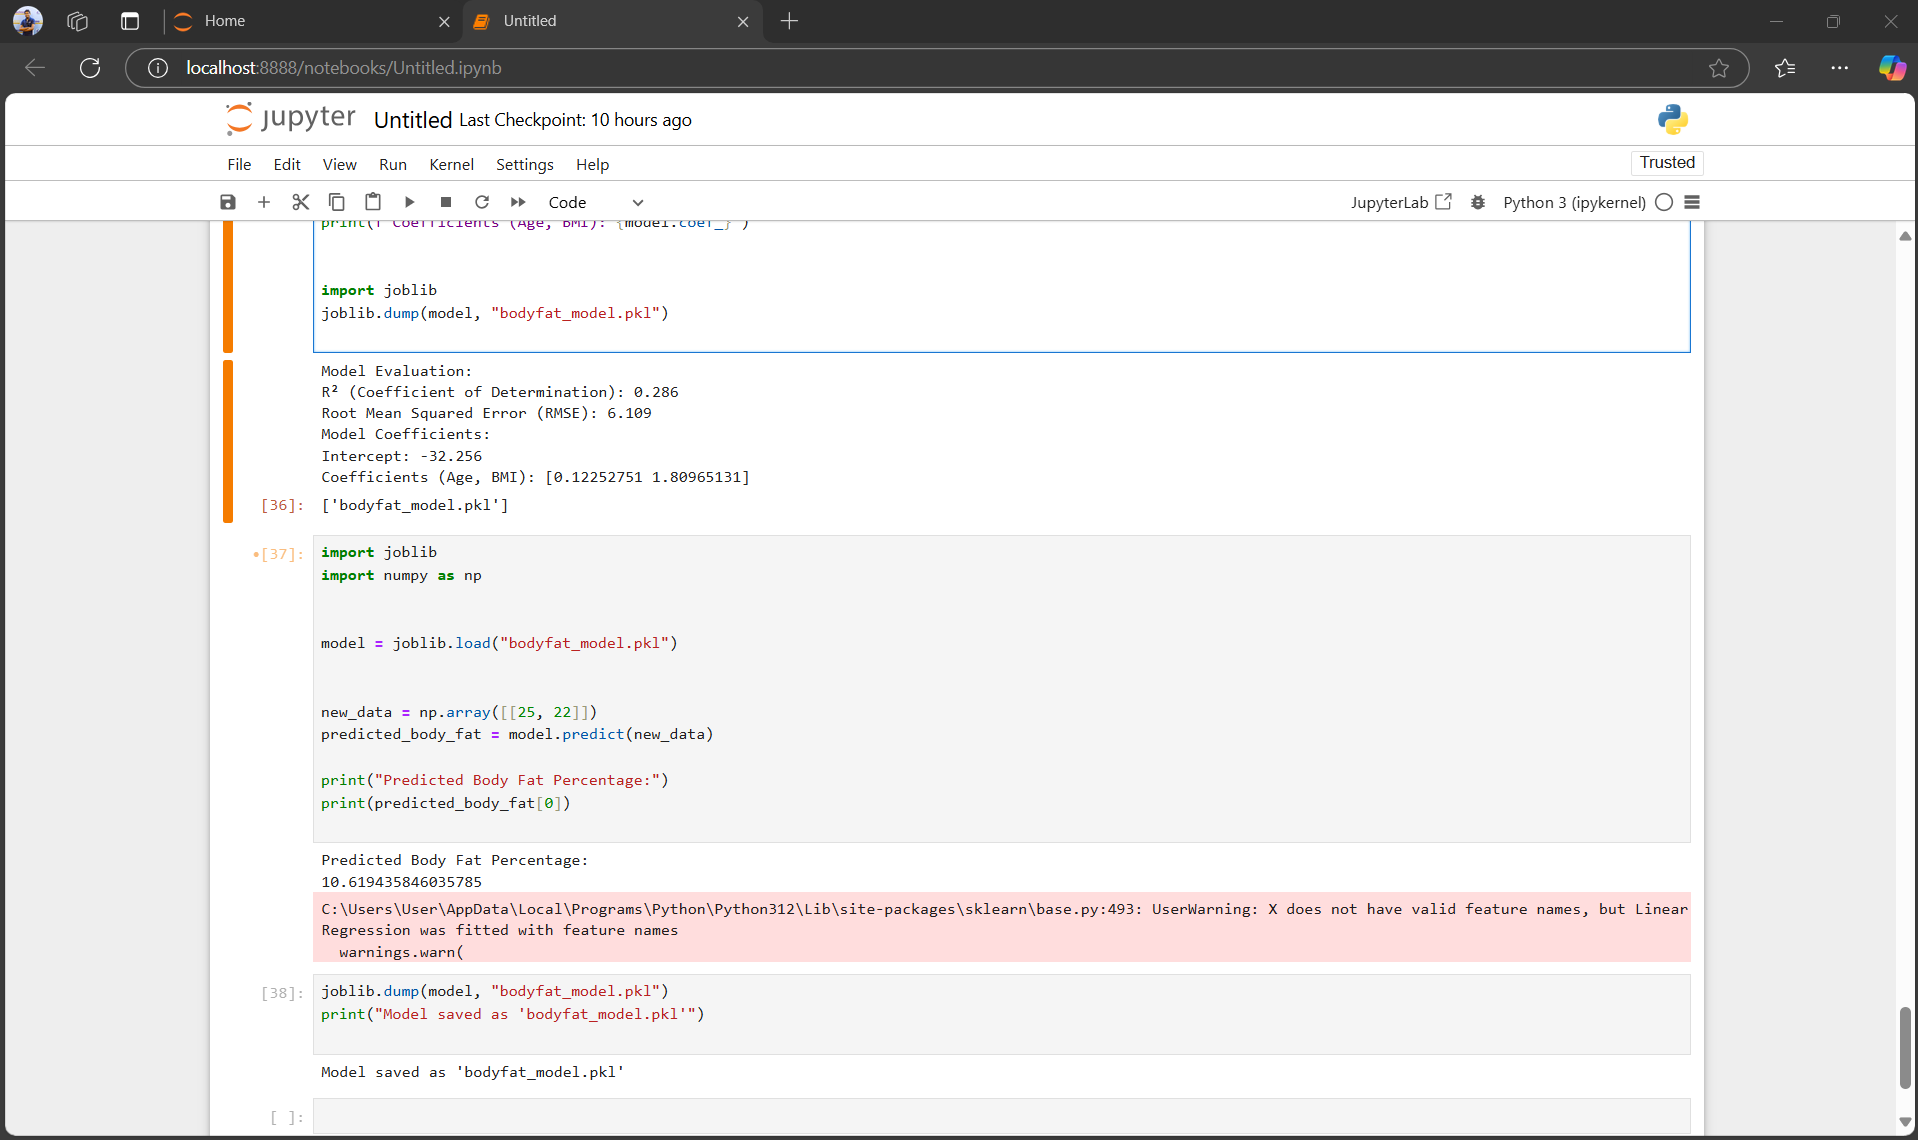 Home
Untitled
localhost:8888/notebooks/Untitled.ipynb
jupyter Untitled Last Checkpoint: 10 hours ago
File Edit View Run Kernel Settings Help
Trusted
Code
JupyterLab
Python 3 (ipykernel)
print(f"Coefficients (Age, BMI): {model.coef_}")
import joblib
joblib.dump(model, "bodyfat_model.pkl")
Model Evaluation:
R² (Coefficient of Determination): 0.286
Root Mean Squared Error (RMSE): 6.109
Model Coefficients:
Intercept: -32.256
Coefficients (Age, BMI): [0.12252751 1.80965131]
[36]: ['bodyfat_model.pkl']
•[37]: import joblib
import numpy as np
model = joblib.load("bodyfat_model.pkl")
new_data = np.array([[25, 22]])
predicted_body_fat = model.predict(new_data)
print("Predicted Body Fat Percentage:")
print(predicted_body_fat[0])
Predicted Body Fat Percentage:
10.619435846035785
C:\Users\User\AppData\Local\Programs\Python\Python312\Lib\site-packages\sklearn\base.py:493: UserWarning: X does not have valid feature names, but Linear
Regression was fitted with feature names
warnings.warn(
[38]: joblib.dump(model, "bodyfat_model.pkl")
print("Model saved as 'bodyfat_model.pkl'")
Model saved as 'bodyfat_model.pkl'
[ ]: